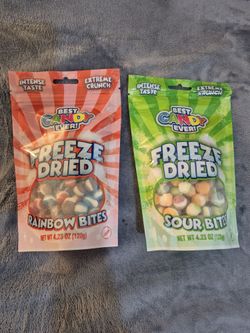 INTENSE TASTE
EXTREME CRUNCH
BEST
CANDY
EVER!
FREEZE
DRIED
RAINBOW BITES
NET WT 4.23 OZ (120g)
INTENSE TASTE
EXTREME CRUNCH
BEST
CANDY
EVER!
FREEZE
DRIED
SOUR BITES
NET WT 4.23 OZ (120g)